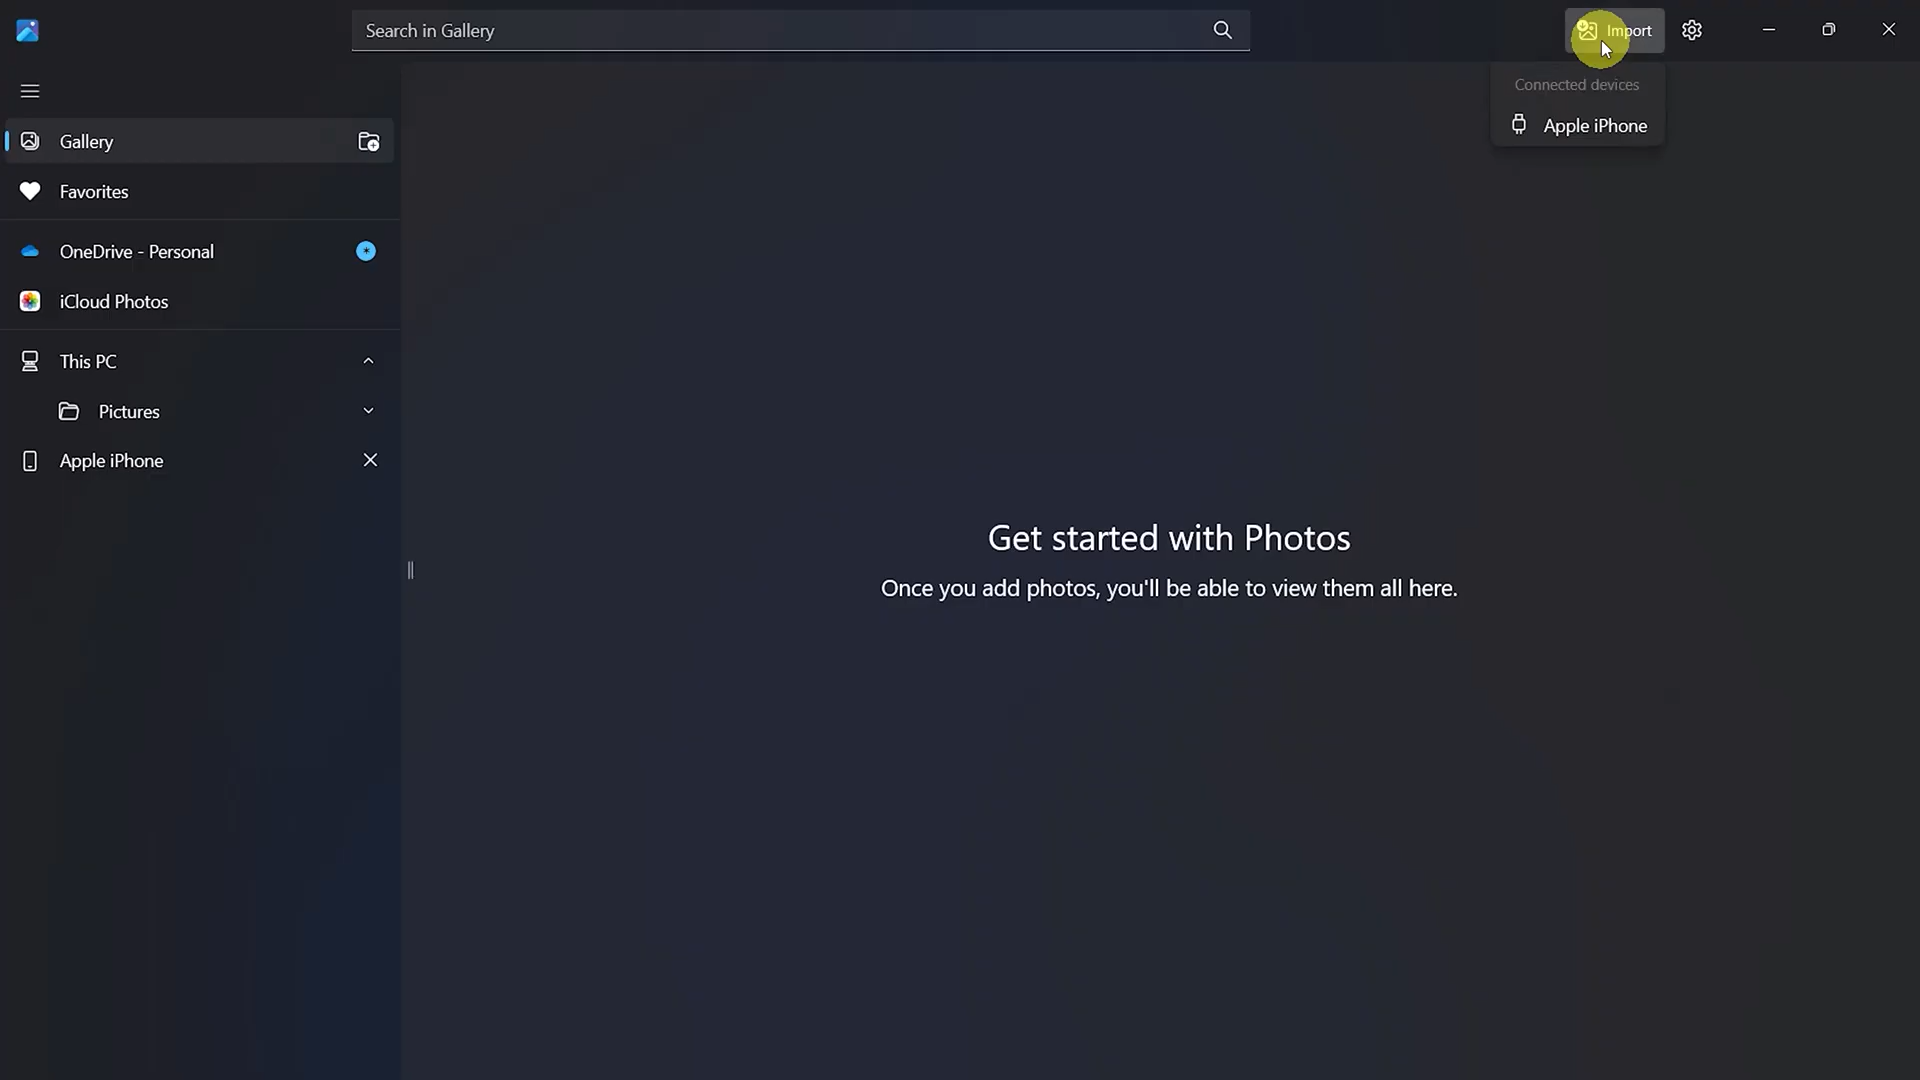 Search in Gallery
Import
Connected devices
Apple iPhone
Gallery
Favorites
OneDrive - Personal
iCloud Photos
This PC
Pictures
Apple iPhone
Get started with Photos
Once you add photos, you'll be able to view them all here.